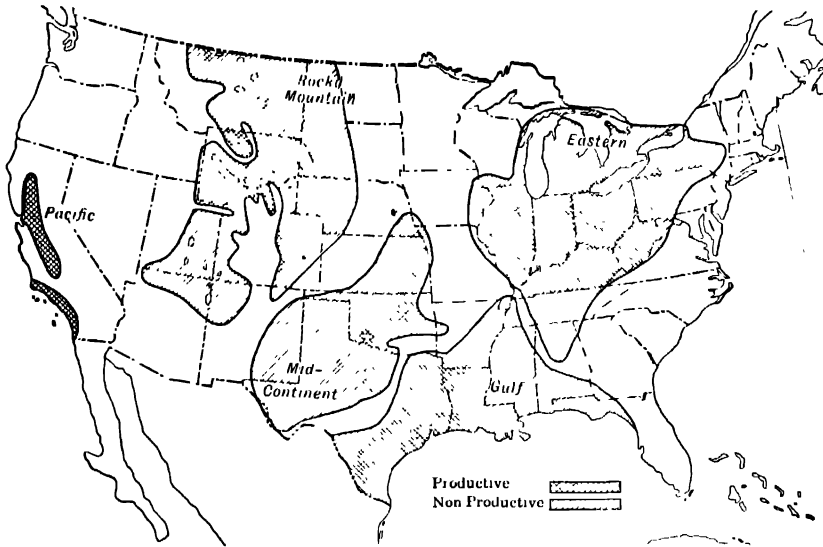 Rocky
Mountain
Eastern
Pacific
Mid-
Continent
Gulf
Productive
Non Productive